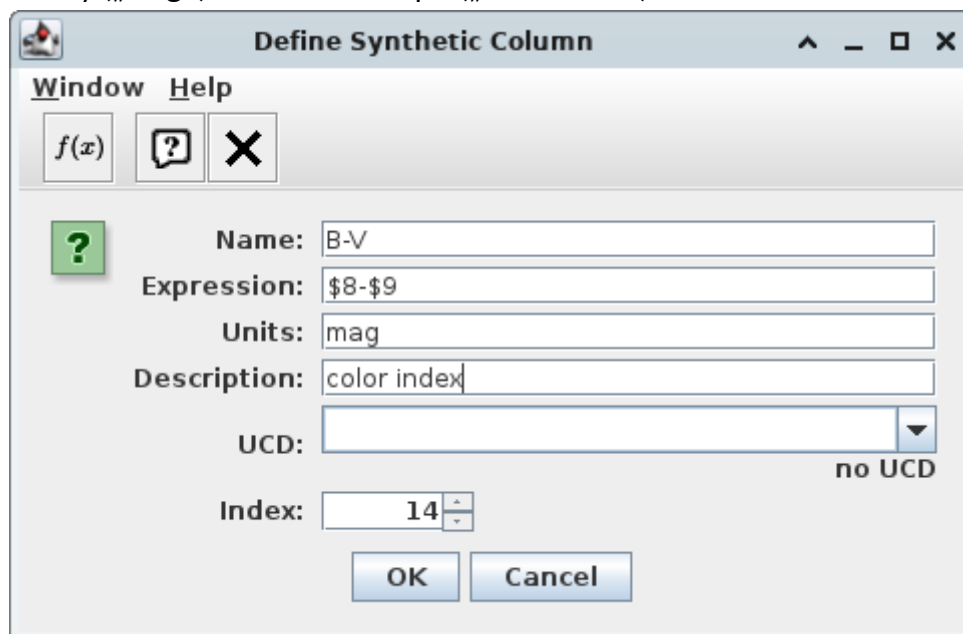 Define Synthetic Column
Window Help
f(x)
?
Name: B-V
Expression: $8-$9
Units: mag
Description: color index
UCD:
no UCD
Index: 14
OK Cancel